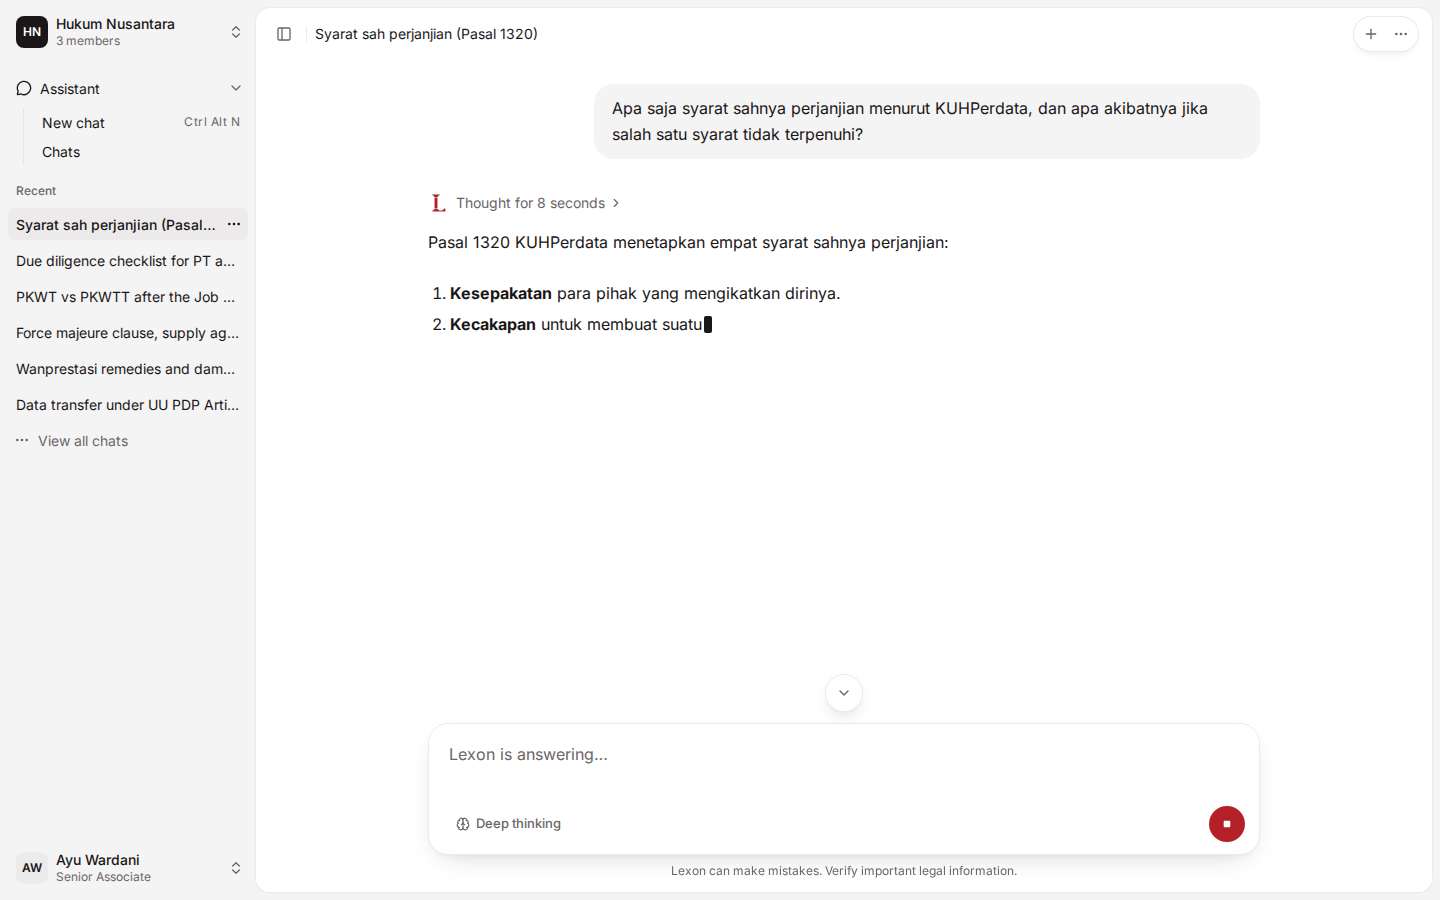 HN
Hukum Nusantara
3 members
Assistant
New chat
Ctrl Alt N
Chats
Recent
Syarat sah perjanjian (Pasal...
Due diligence checklist for PT a...
PKWT vs PKWTT after the Job ...
Force majeure clause, supply ag...
Wanprestasi remedies and dam...
Data transfer under UU PDP Arti...
View all chats
AW
Ayu Wardani
Senior Associate
Syarat sah perjanjian (Pasal 1320)
Apa saja syarat sahnya perjanjian menurut KUHPerdata, dan apa akibatnya jika
salah satu syarat tidak terpenuhi?
L
Thought for 8 seconds
Pasal 1320 KUHPerdata menetapkan empat syarat sahnya perjanjian:
1. Kesepakatan para pihak yang mengikatkan dirinya.
2. Kecakapan untuk membuat suatu
Lexon is answering...
Deep thinking
Lexon can make mistakes. Verify important legal information.